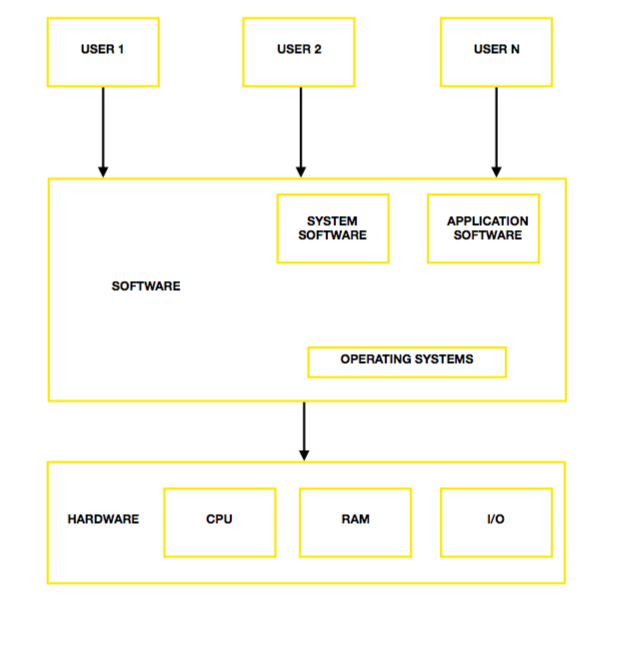 USER 1
USER 2
USER N
SYSTEM
SOFTWARE
APPLICATION
SOFTWARE
SOFTWARE
OPERATING SYSTEMS
HARDWARE
CPU
RAM
I/O